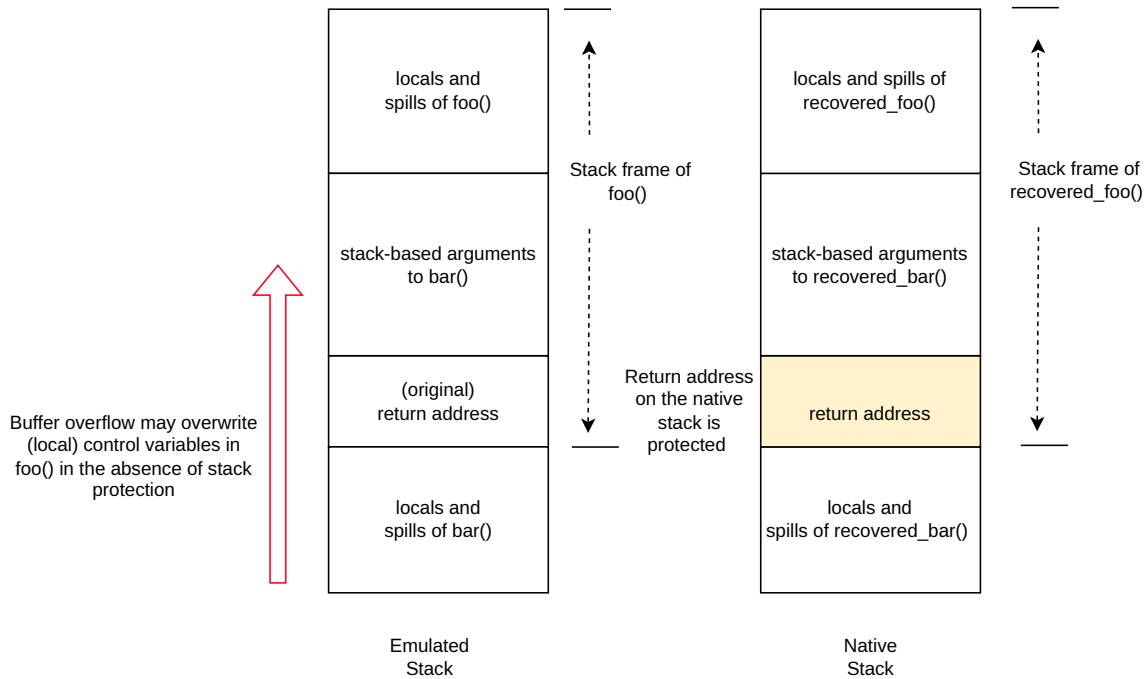 locals and
spills of foo()
stack-based arguments
to bar()
(original)
return address
locals and
spills of bar()
Emulated
Stack
Stack frame of
foo()
Buffer overflow may overwrite
(local) control variables in
foo() in the absence of stack
protection
locals and spills of
recovered_foo()
stack-based arguments
to recovered_bar()
return address
locals and
spills of recovered_bar()
Native
Stack
Stack frame of
recovered_foo()
Return address
on the native
stack is
protected